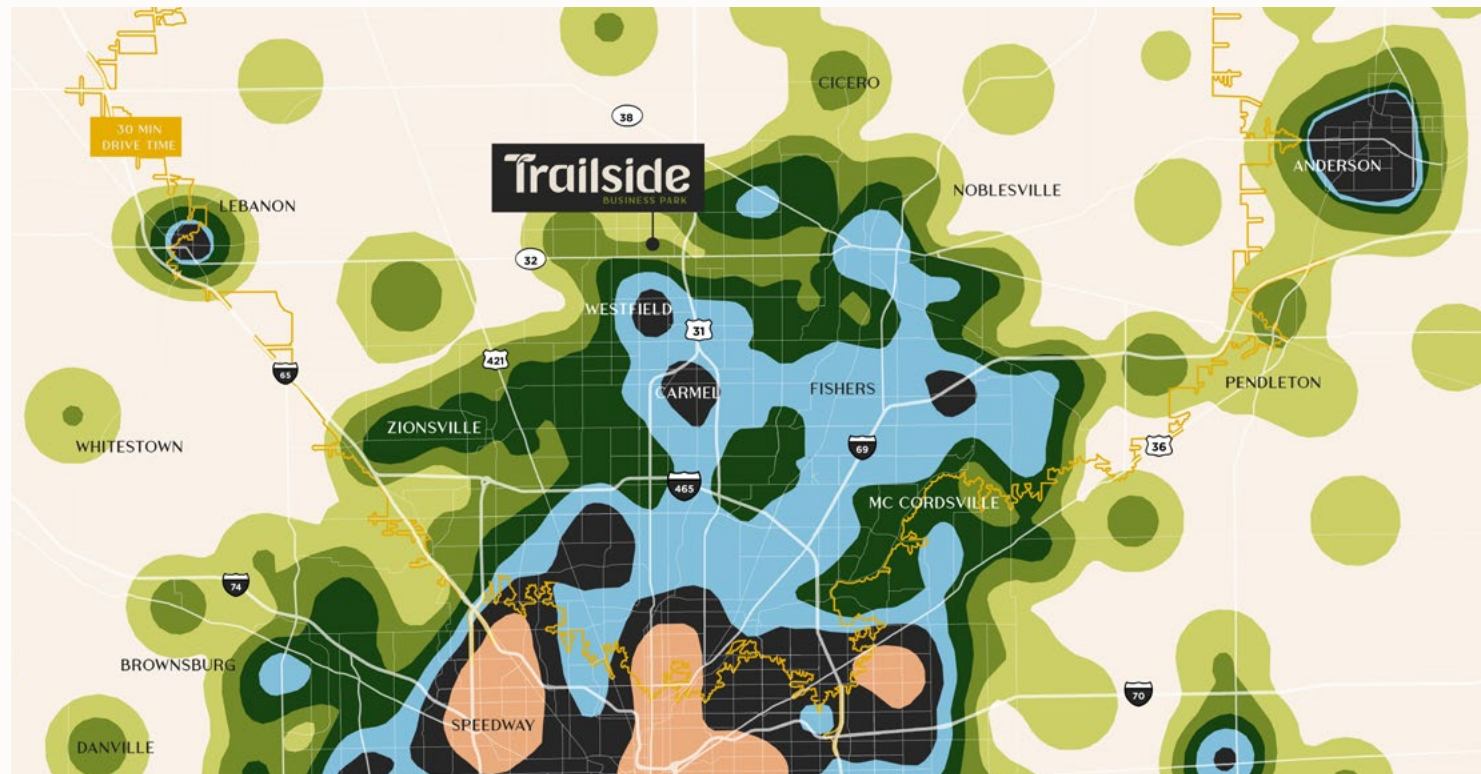 CICERO
38
30 MIN
DRIVE TIME
Trailside
BUSINESS PARK
ANDERSON
NOBLESVILLE
LEBANON
32
WESTFIELD
31
421
65
CARMEL
FISHERS
PENDLETON
ZIONSVILLE
WHITESTOWN
69
36
465
MC CORDSVILLE
74
BROWNSBURG
70
SPEEDWAY
DANVILLE